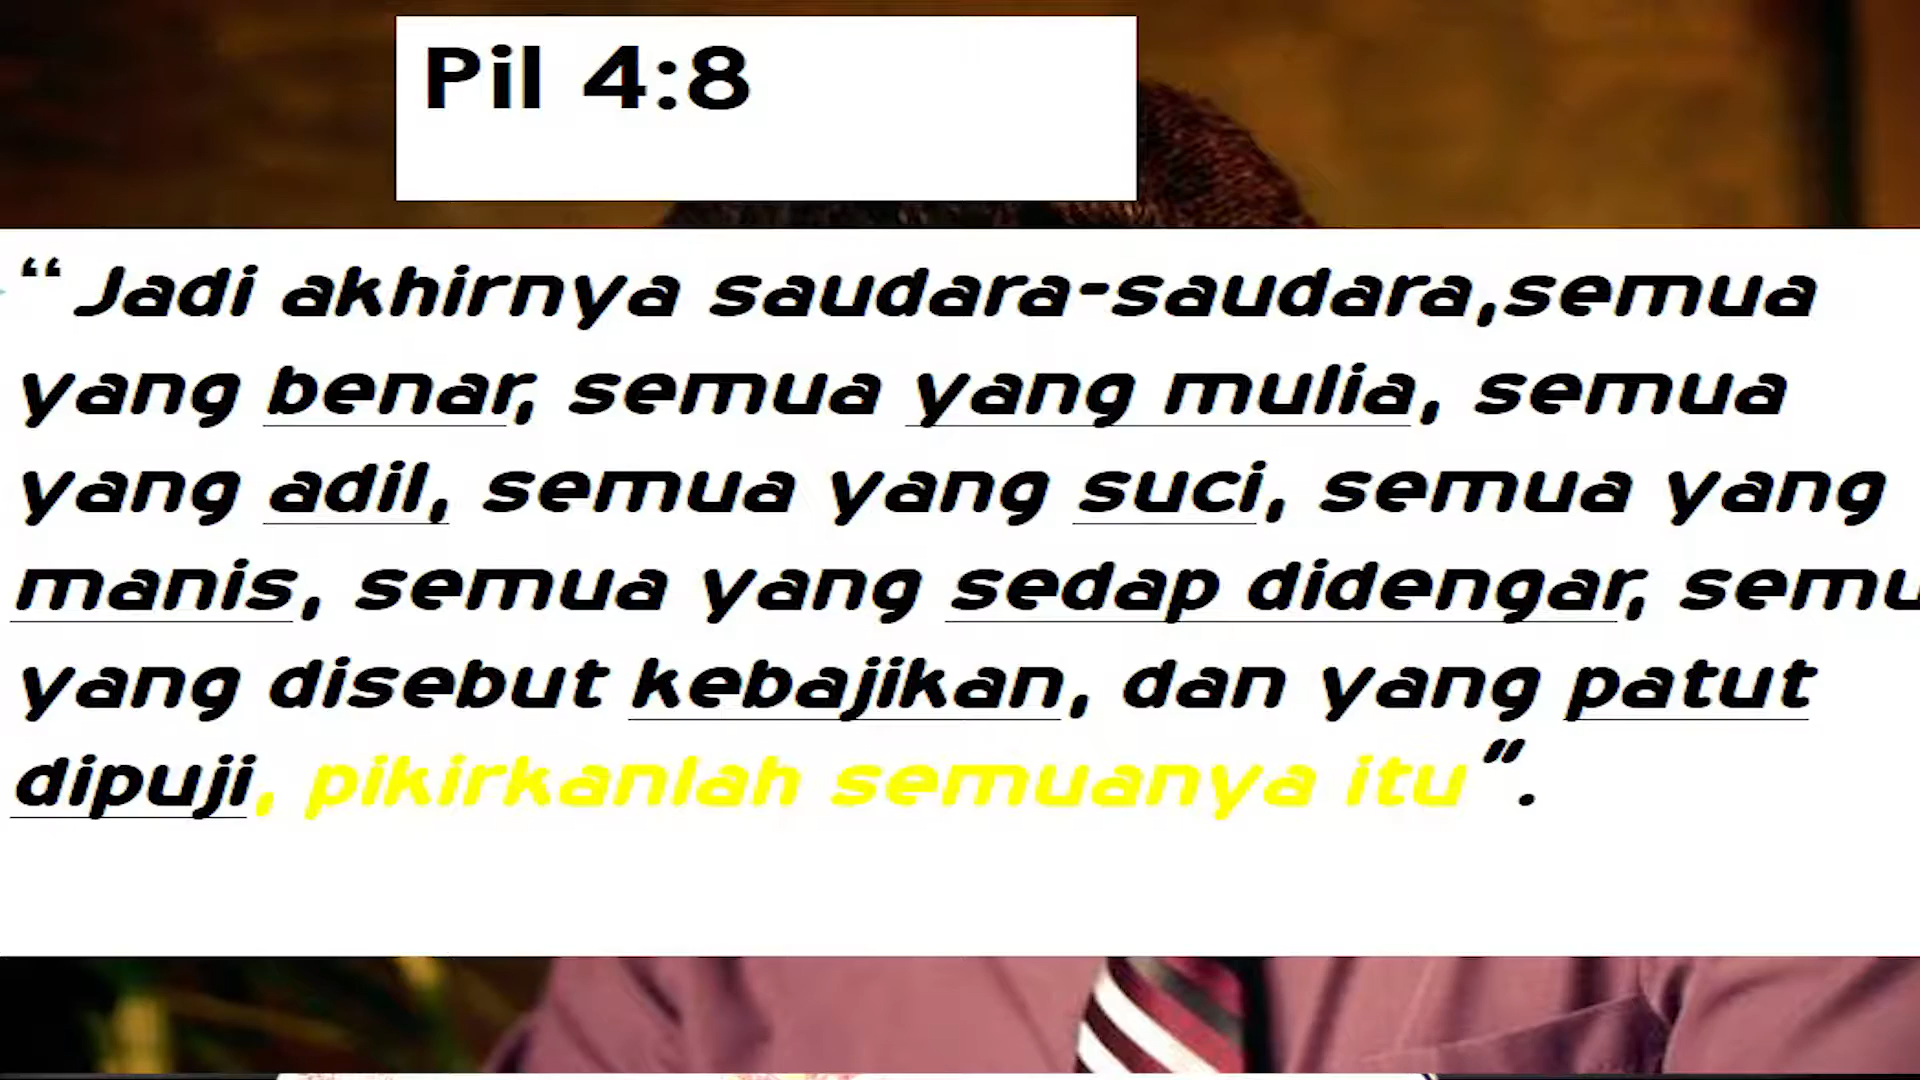 Pil 4:8
“Jadi akhirnya saudara-saudara,semua
yang benar, semua yang mulia, semua
yang adil, semua yang suci, semua yang
manis, semua yang sedap didengar, semu
yang disebut kebajikan, dan yang patut
dipuji, pikirkanlah semuanya itu”.